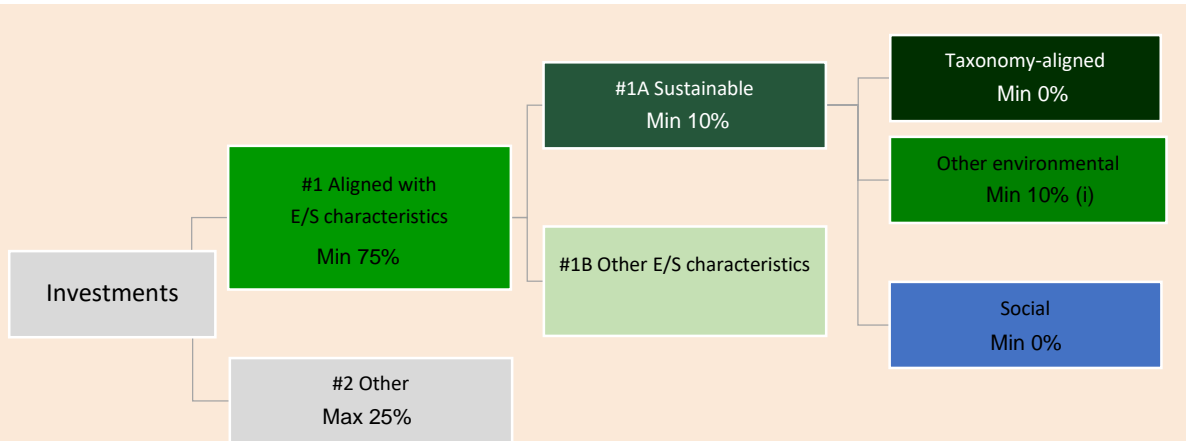 Investments
#1 Aligned with
E/S characteristics
Min 75%
#2 Other
Max 25%
#1A Sustainable
Min 10%
#1B Other E/S characteristics
Taxonomy-aligned
Min 0%
Other environmental
Min 10% (i)
Social
Min 0%